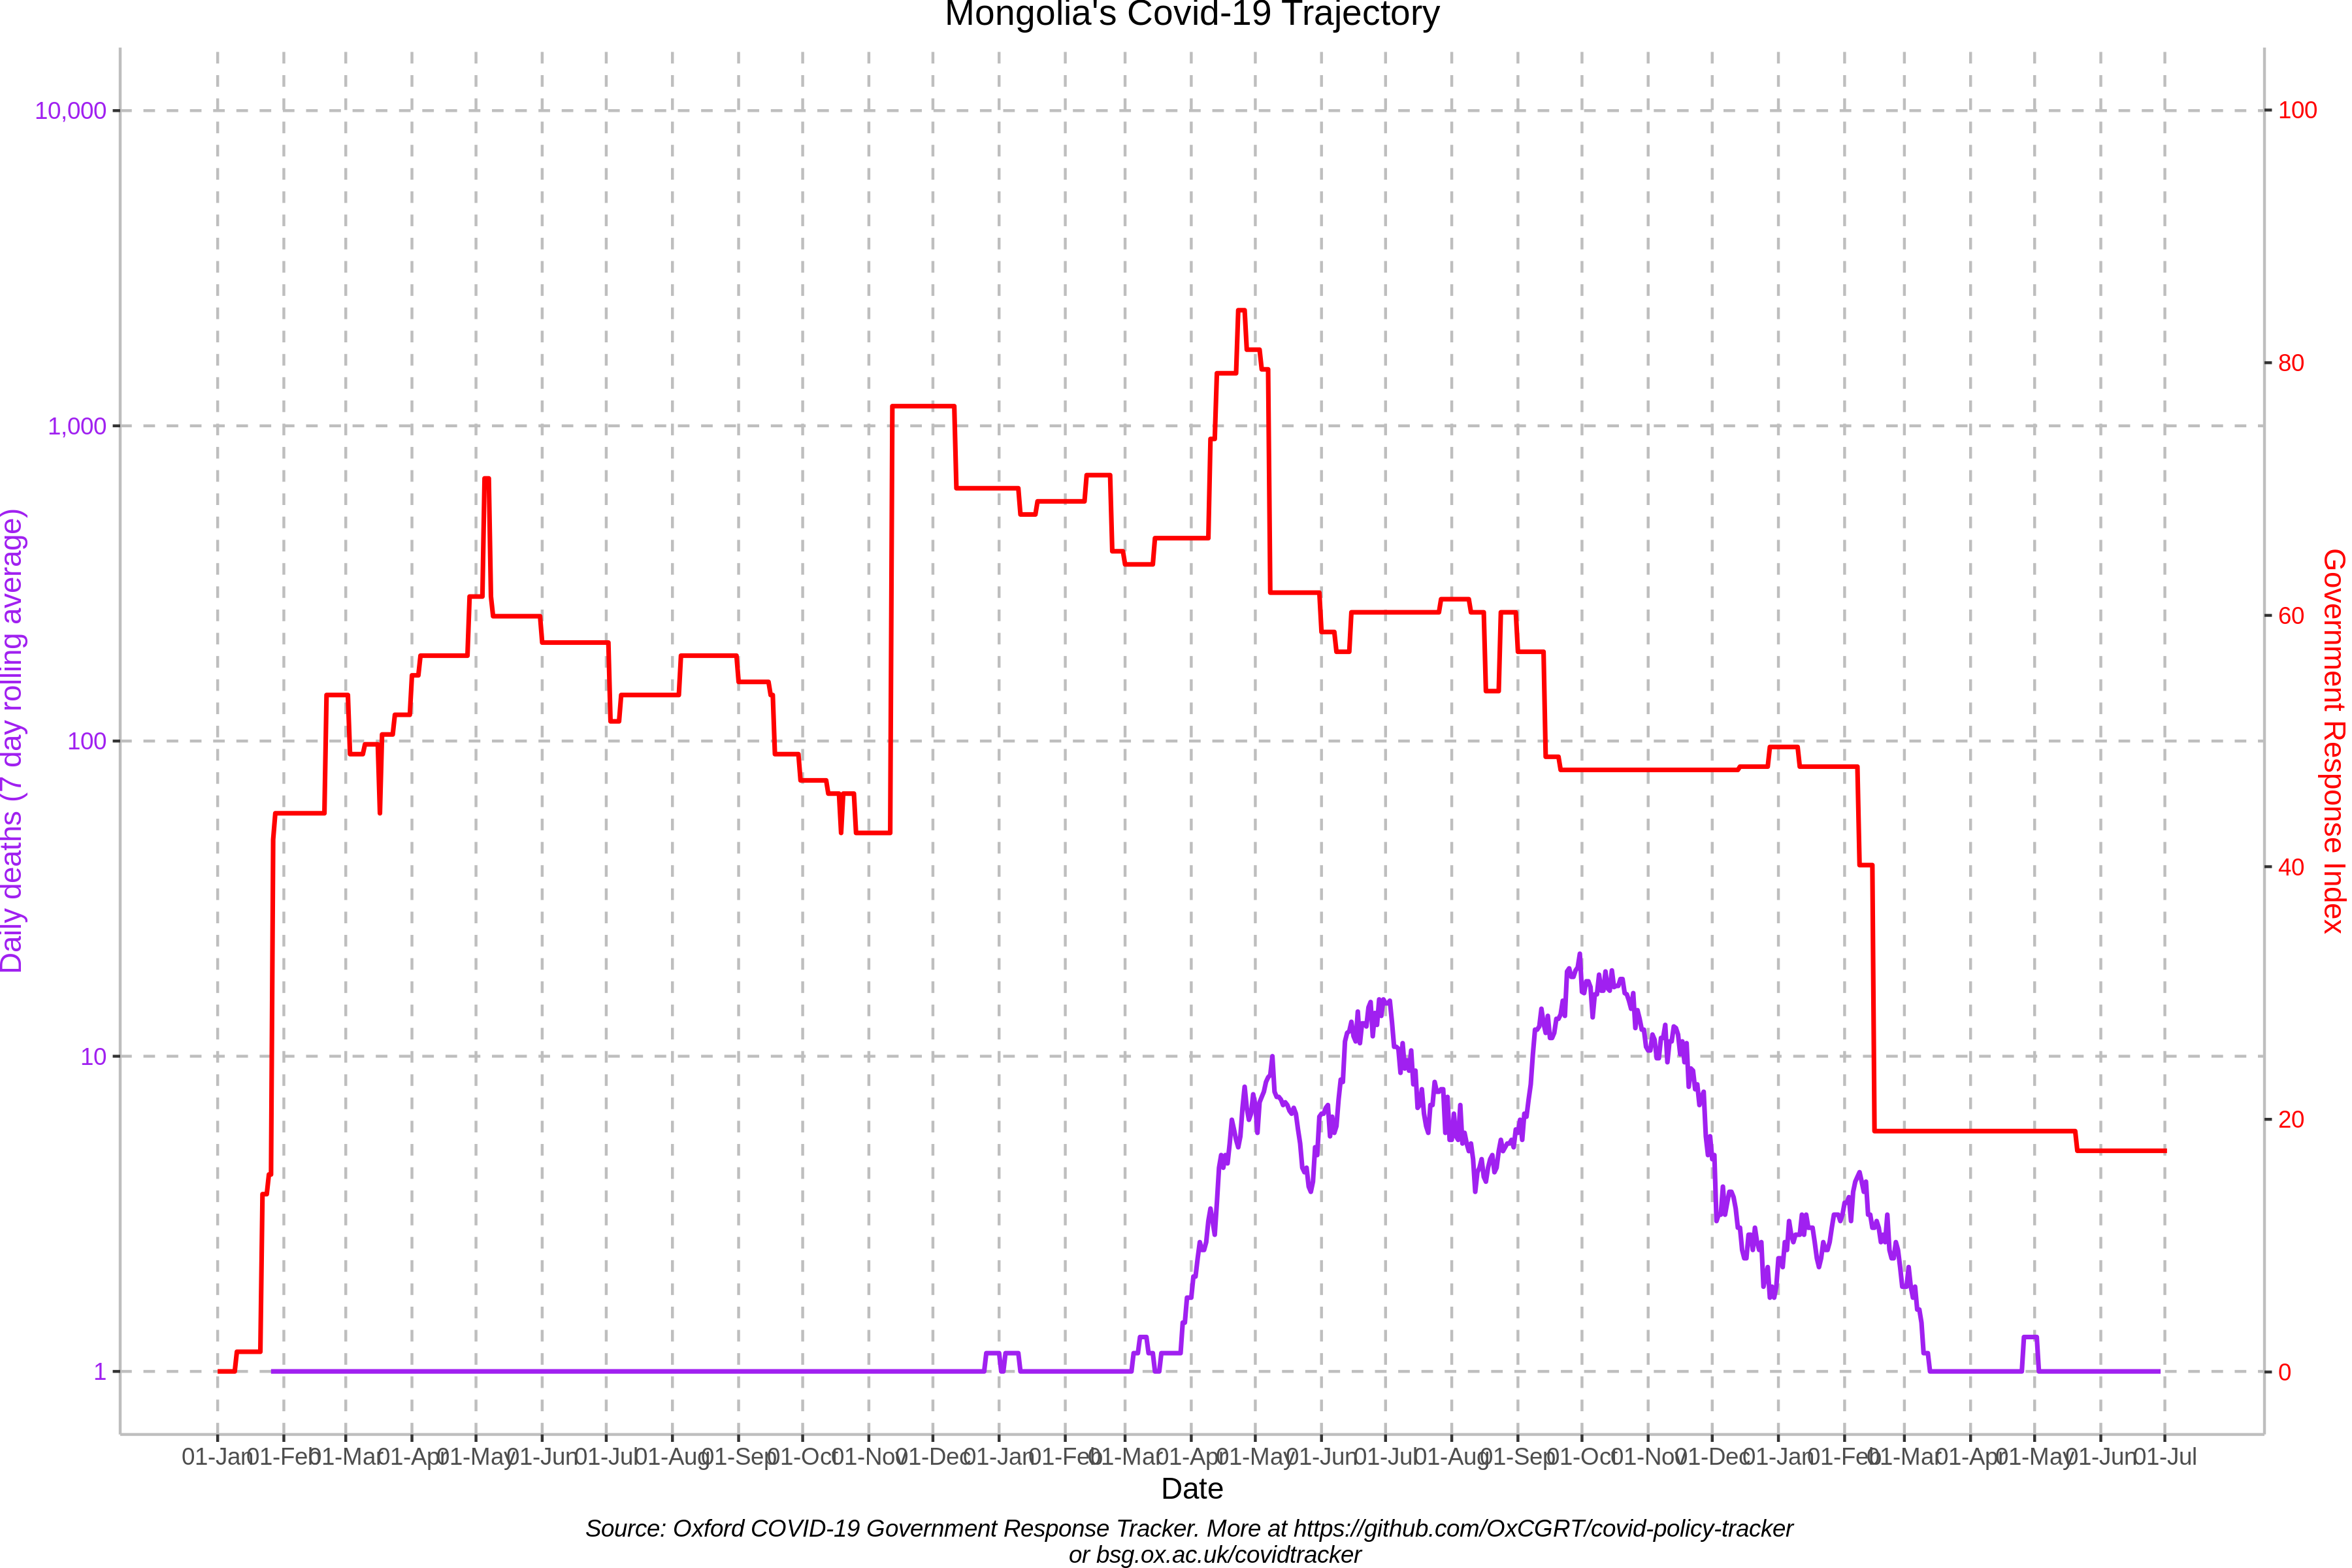 Mongolia's Covid-19 Trajectory
Daily deaths (7 day rolling average)
10,000
1,000
100
10
1
100
80
60
40
20
0
Government Response Index
01-Jan 01-Feb 01-Mar 01-Apr 01-May 01-Jun 01-Jul 01-Aug 01-Sep 01-Oct 01-Nov 01-Dec 01-Jan 01-Feb 01-Mar 01-Apr 01-May 01-Jun 01-Jul 01-Aug 01-Sep 01-Oct 01-Nov 01-Dec 01-Jan 01-Feb 01-Mar 01-Apr 01-May 01-Jun 01-Jul
Date
Source: Oxford COVID-19 Government Response Tracker. More at https://github.com/OxCGRT/covid-policy-tracker
or bsg.ox.ac.uk/covidtracker